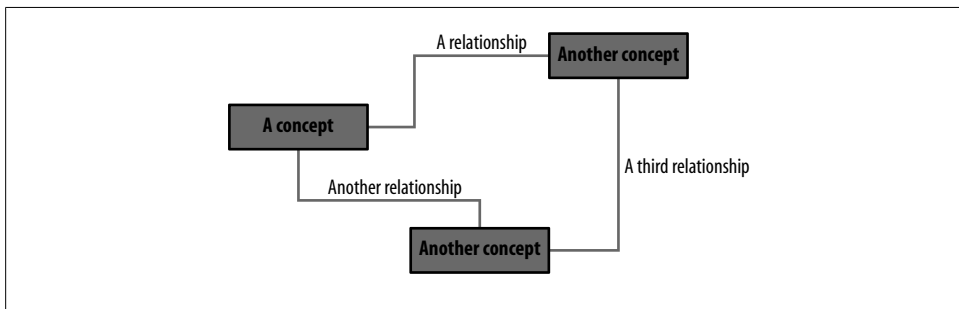 A relationship
Another concept
A concept
A third relationship
Another relationship
Another concept